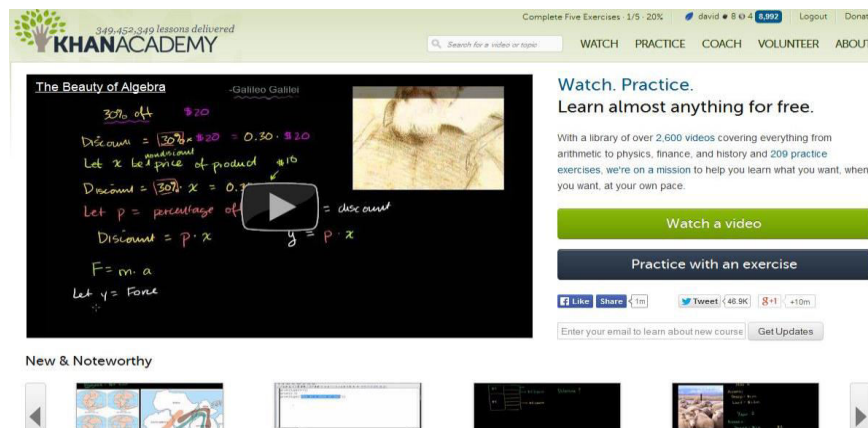 349,452,349 lessons delivered
KHANACADEMY
Complete Five Exercises · 1/5 · 20%
david 8 4 8,992
Logout
Donat
Search for a video or topic
WATCH PRACTICE COACH VOLUNTEER ABOUT
The Beauty of Algebra
-Galileo Galilei
30% off $20
Discount = 30% × $20 = 0.30 · $20
nondiscount
Let x be price of product $10
Discount = 30% · x = 0.3
Let p = percentage of = discount
Discount = p · x y = p · x
F = m · a
Let y = Force
Watch. Practice.
Learn almost anything for free.
With a library of over 2,600 videos covering everything from
arithmetic to physics, finance, and history and 209 practice
exercises, we're on a mission to help you learn what you want, when
you want, at your own pace.
Watch a video
Practice with an exercise
Like Share 1m Tweet 46.9K g+1 +10m
Enter your email to learn about new course Get Updates
New & Noteworthy